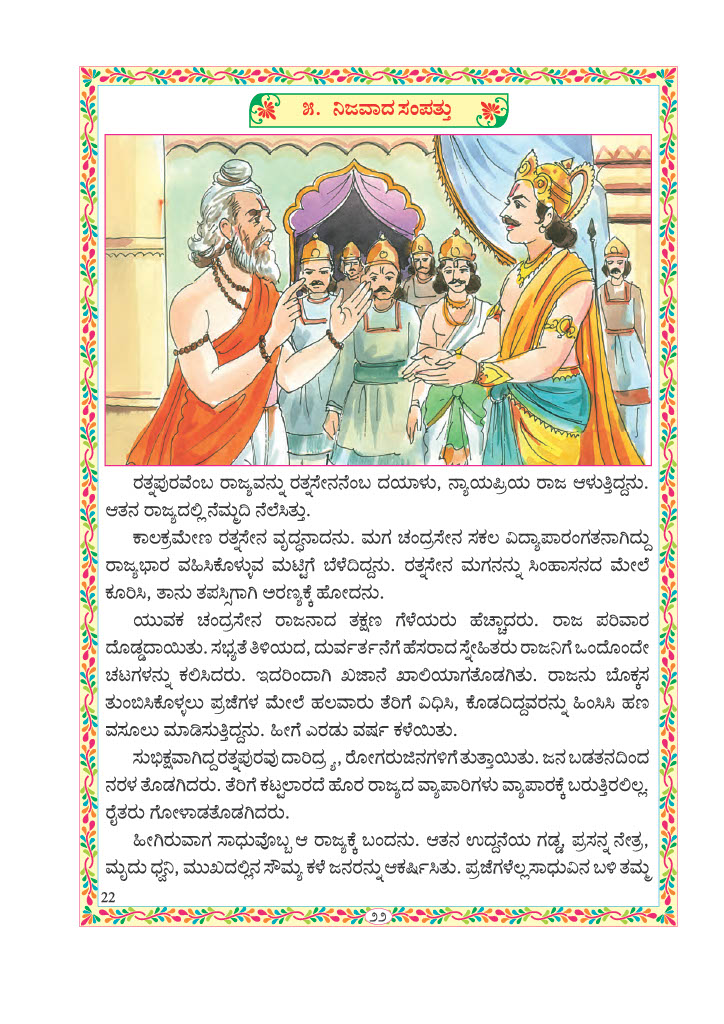 ೫. ನಿಜವಾದ ಸಂಪತ್ತು
ರತ್ನಪುರವೆಂಬ ರಾಜ್ಯವನ್ನು ರತ್ನಸೇನನೆಂಬ ದಯಾಳು, ನ್ಯಾಯಪ್ರಿಯ ರಾಜ ಆಳುತ್ತಿದ್ದನು.
ಆತನ ರಾಜ್ಯದಲ್ಲಿ ನೆಮ್ಮದಿ ನೆಲೆಸಿತ್ತು.
ಕಾಲಕ್ರಮೇಣ ರತ್ನಸೇನ ವೃದ್ಧನಾದನು. ಮಗ ಚಂದ್ರಸೇನ ಸಕಲ ವಿದ್ಯಾಪಾರಂಗತನಾಗಿದ್ದು
ರಾಜ್ಯಭಾರ ವಹಿಸಿಕೊಳ್ಳುವ ಮಟ್ಟಿಗೆ ಬೆಳೆದಿದ್ದನು. ರತ್ನಸೇನ ಮಗನನ್ನು ಸಿಂಹಾಸನದ ಮೇಲೆ
ಕೂರಿಸಿ, ತಾನು ತಪಸ್ಸಿಗಾಗಿ ಅರಣ್ಯಕ್ಕೆ ಹೋದನು.
ಯುವಕ ಚಂದ್ರಸೇನ ರಾಜನಾದ ತಕ್ಷಣ ಗೆಳೆಯರು ಹೆಚ್ಚಾದರು. ರಾಜ ಪರಿವಾರ
ದೊಡ್ಡದಾಯಿತು. ಸಭ್ಯತೆ ತಿಳಿಯದ, ದುರ್ವರ್ತನೆಗೆ ಹೆಸರಾದ ಸ್ನೇಹಿತರು ರಾಜನಿಗೆ ಒಂದೊಂದೇ
ಚಟಗಳನ್ನು ಕಲಿಸಿದರು. ಇದರಿಂದಾಗಿ ಖಜಾನೆ ಖಾಲಿಯಾಗತೊಡಗಿತು. ರಾಜನು ಬೊಕ್ಕಸ
ತುಂಬಿಸಿಕೊಳ್ಳಲು ಪ್ರಜೆಗಳ ಮೇಲೆ ಹಲವಾರು ತೆರಿಗೆ ವಿಧಿಸಿ, ಕೊಡದಿದ್ದವರನ್ನು ಹಿಂಸಿಸಿ ಹಣ
ವಸೂಲು ಮಾಡಿಸುತ್ತಿದ್ದನು. ಹೀಗೆ ಎರಡು ವರ್ಷ ಕಳೆಯಿತು.
ಸುಭಿಕ್ಷವಾಗಿದ್ದ ರತ್ನಪುರವು ದಾರಿದ್ರ್ಯ, ರೋಗರುಜಿನಗಳಿಗೆ ತುತ್ತಾಯಿತು. ಜನ ಬಡತನದಿಂದ
ನರಳ ತೊಡಗಿದರು. ತೆರಿಗೆ ಕಟ್ಟಲಾರದೆ ಹೊರ ರಾಜ್ಯದ ವ್ಯಾಪಾರಿಗಳು ವ್ಯಾಪಾರಕ್ಕೆ ಬರುತ್ತಿರಲಿಲ್ಲ.
ರೈತರು ಗೋಳಾಡತೊಡಗಿದರು.
ಹೀಗಿರುವಾಗ ಸಾಧುವೊಬ್ಬ ಆ ರಾಜ್ಯಕ್ಕೆ ಬಂದನು. ಆತನ ಉದ್ದನೆಯ ಗಡ್ಡ, ಪ್ರಸನ್ನ ನೇತ್ರ,
ಮೃದು ಧ್ವನಿ, ಮುಖದಲ್ಲಿನ ಸೌಮ್ಯ ಕಳೆ ಜನರನ್ನು ಆಕರ್ಷಿಸಿತು. ಪ್ರಜೆಗಳೆಲ್ಲ ಸಾಧುವಿನ ಬಳಿ ತಮ್ಮ
22
೨೨